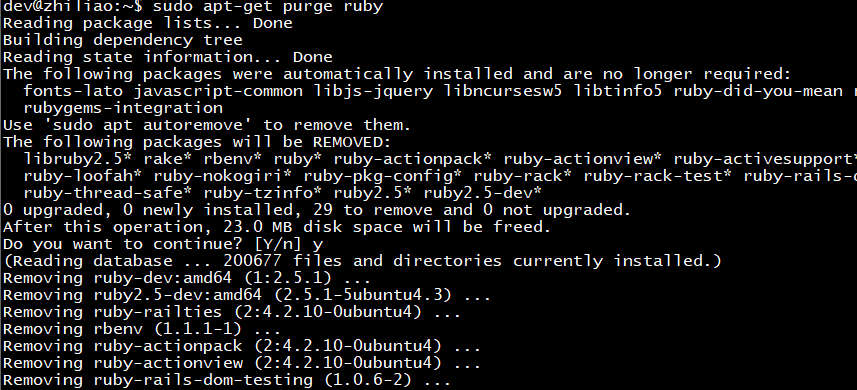 dev@zhiliao:~$ sudo apt-get purge ruby
Reading package lists... Done
Building dependency tree
Reading state information... Done
The following packages were automatically installed and are no longer required:
  fonts-lato javascript-common libjs-jquery libncursesw5 libtinfo5 ruby-did-you-mean
  rubygems-integration
Use 'sudo apt autoremove' to remove them.
The following packages will be REMOVED:
  libruby2.5* rake* rbenv* ruby* ruby-actionpack* ruby-actionview* ruby-activesupport*
  ruby-loofah* ruby-nokogiri* ruby-pkg-config* ruby-rack* ruby-rack-test* ruby-rails-
  ruby-thread-safe* ruby-tzinfo* ruby2.5* ruby2.5-dev*
0 upgraded, 0 newly installed, 29 to remove and 0 not upgraded.
After this operation, 23.0 MB disk space will be freed.
Do you want to continue? [Y/n] y
(Reading database ... 200677 files and directories currently installed.)
Removing ruby-dev:amd64 (1:2.5.1) ...
Removing ruby2.5-dev:amd64 (2.5.1-5ubuntu4.3) ...
Removing ruby-railties (2:4.2.10-0ubuntu4) ...
Removing rbenv (1.1.1-1) ...
Removing ruby-actionpack (2:4.2.10-0ubuntu4) ...
Removing ruby-actionview (2:4.2.10-0ubuntu4) ...
Removing ruby-rails-dom-testing (1.0.6-2) ...